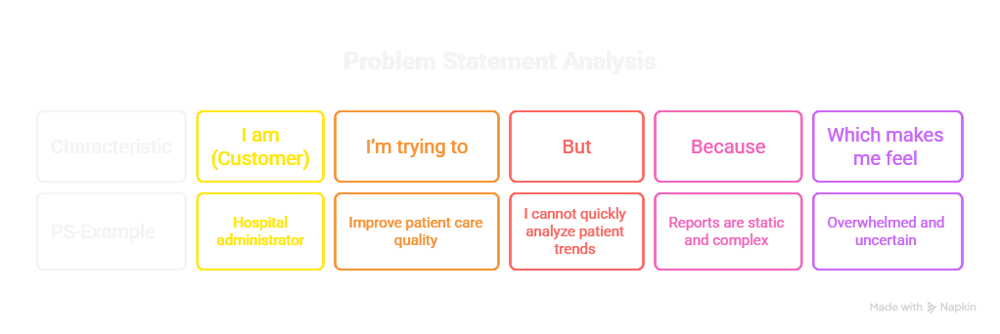 Problem Statement Analysis
Characteristic
I am
(Customer)
I'm trying to
But
Because
Which makes
me feel
PS-Example
Hospital
administrator
Improve patient care
quality
I cannot quickly
analyze patient
trends
Reports are static
and complex
Overwhelmed and
uncertain
Made with Napkin